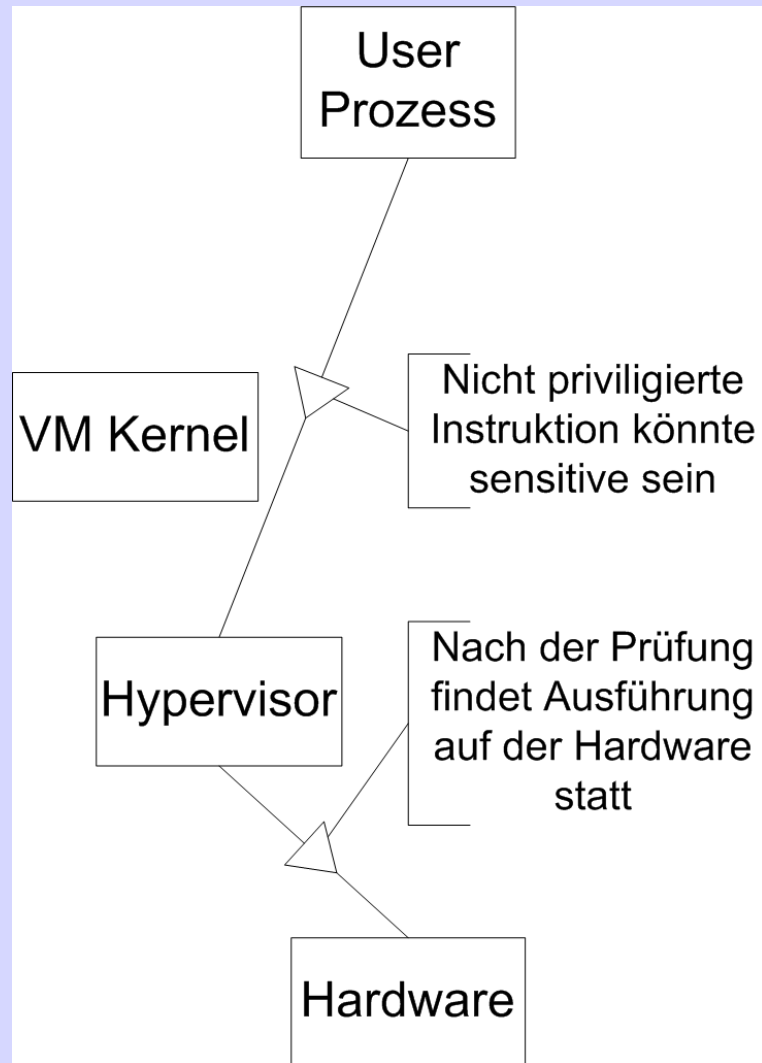 User
Prozess
Nicht priviligierte
Instruktion könnte
sensitive sein
VM Kernel
Nach der Prüfung
findet Ausführung
auf der Hardware
statt
Hypervisor
Hardware